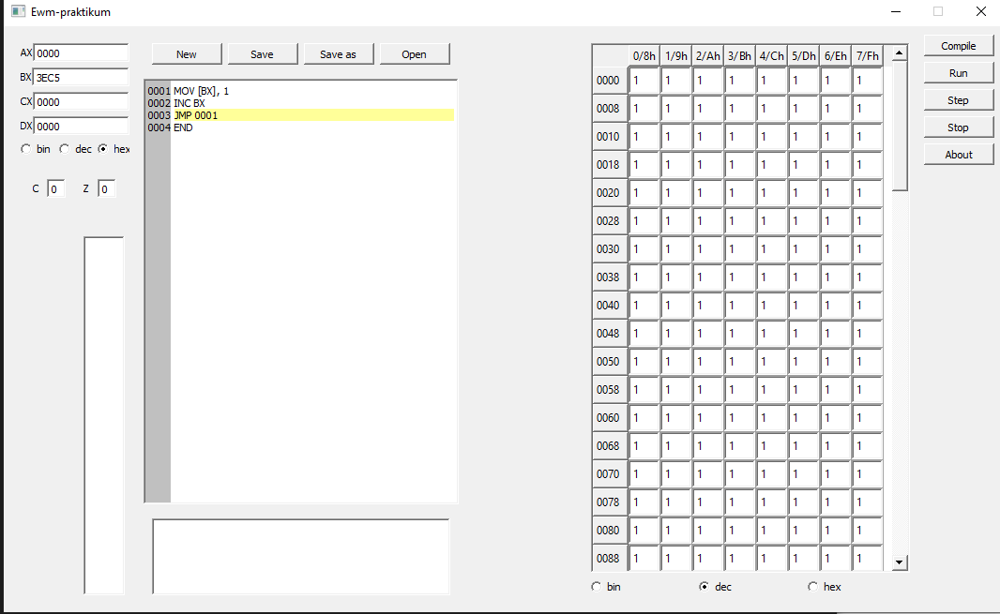 Ewm-praktikum
AX 0000
BX 3EC5
CX 0000
DX 0000
bin dec hex
C 0 Z 0
New Save Save as Open
0001 MOV [BX], 1
0002 INC BX
0003 JMP 0001
0004 END
0/8h 1/9h 2/Ah 3/Bh 4/Ch 5/Dh 6/Eh 7/Fh
0000 1 1 1 1 1 1 1 1
0008 1 1 1 1 1 1 1 1
0010 1 1 1 1 1 1 1 1
0018 1 1 1 1 1 1 1 1
0020 1 1 1 1 1 1 1 1
0028 1 1 1 1 1 1 1 1
0030 1 1 1 1 1 1 1 1
0038 1 1 1 1 1 1 1 1
0040 1 1 1 1 1 1 1 1
0048 1 1 1 1 1 1 1 1
0050 1 1 1 1 1 1 1 1
0058 1 1 1 1 1 1 1 1
0060 1 1 1 1 1 1 1 1
0068 1 1 1 1 1 1 1 1
0070 1 1 1 1 1 1 1 1
0078 1 1 1 1 1 1 1 1
0080 1 1 1 1 1 1 1 1
0088 1 1 1 1 1 1 1 1
bin dec hex
Compile
Run
Step
Stop
About